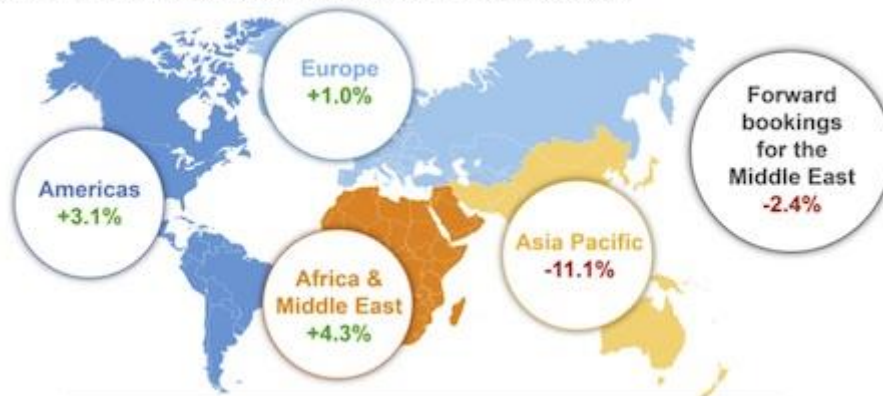 Europe
+1.0%
Forward
bookings
for the
Middle East
-2.4%
Americas
+3.1%
Asia Pacific
-11.1%
Africa &
Middle East
+4.3%